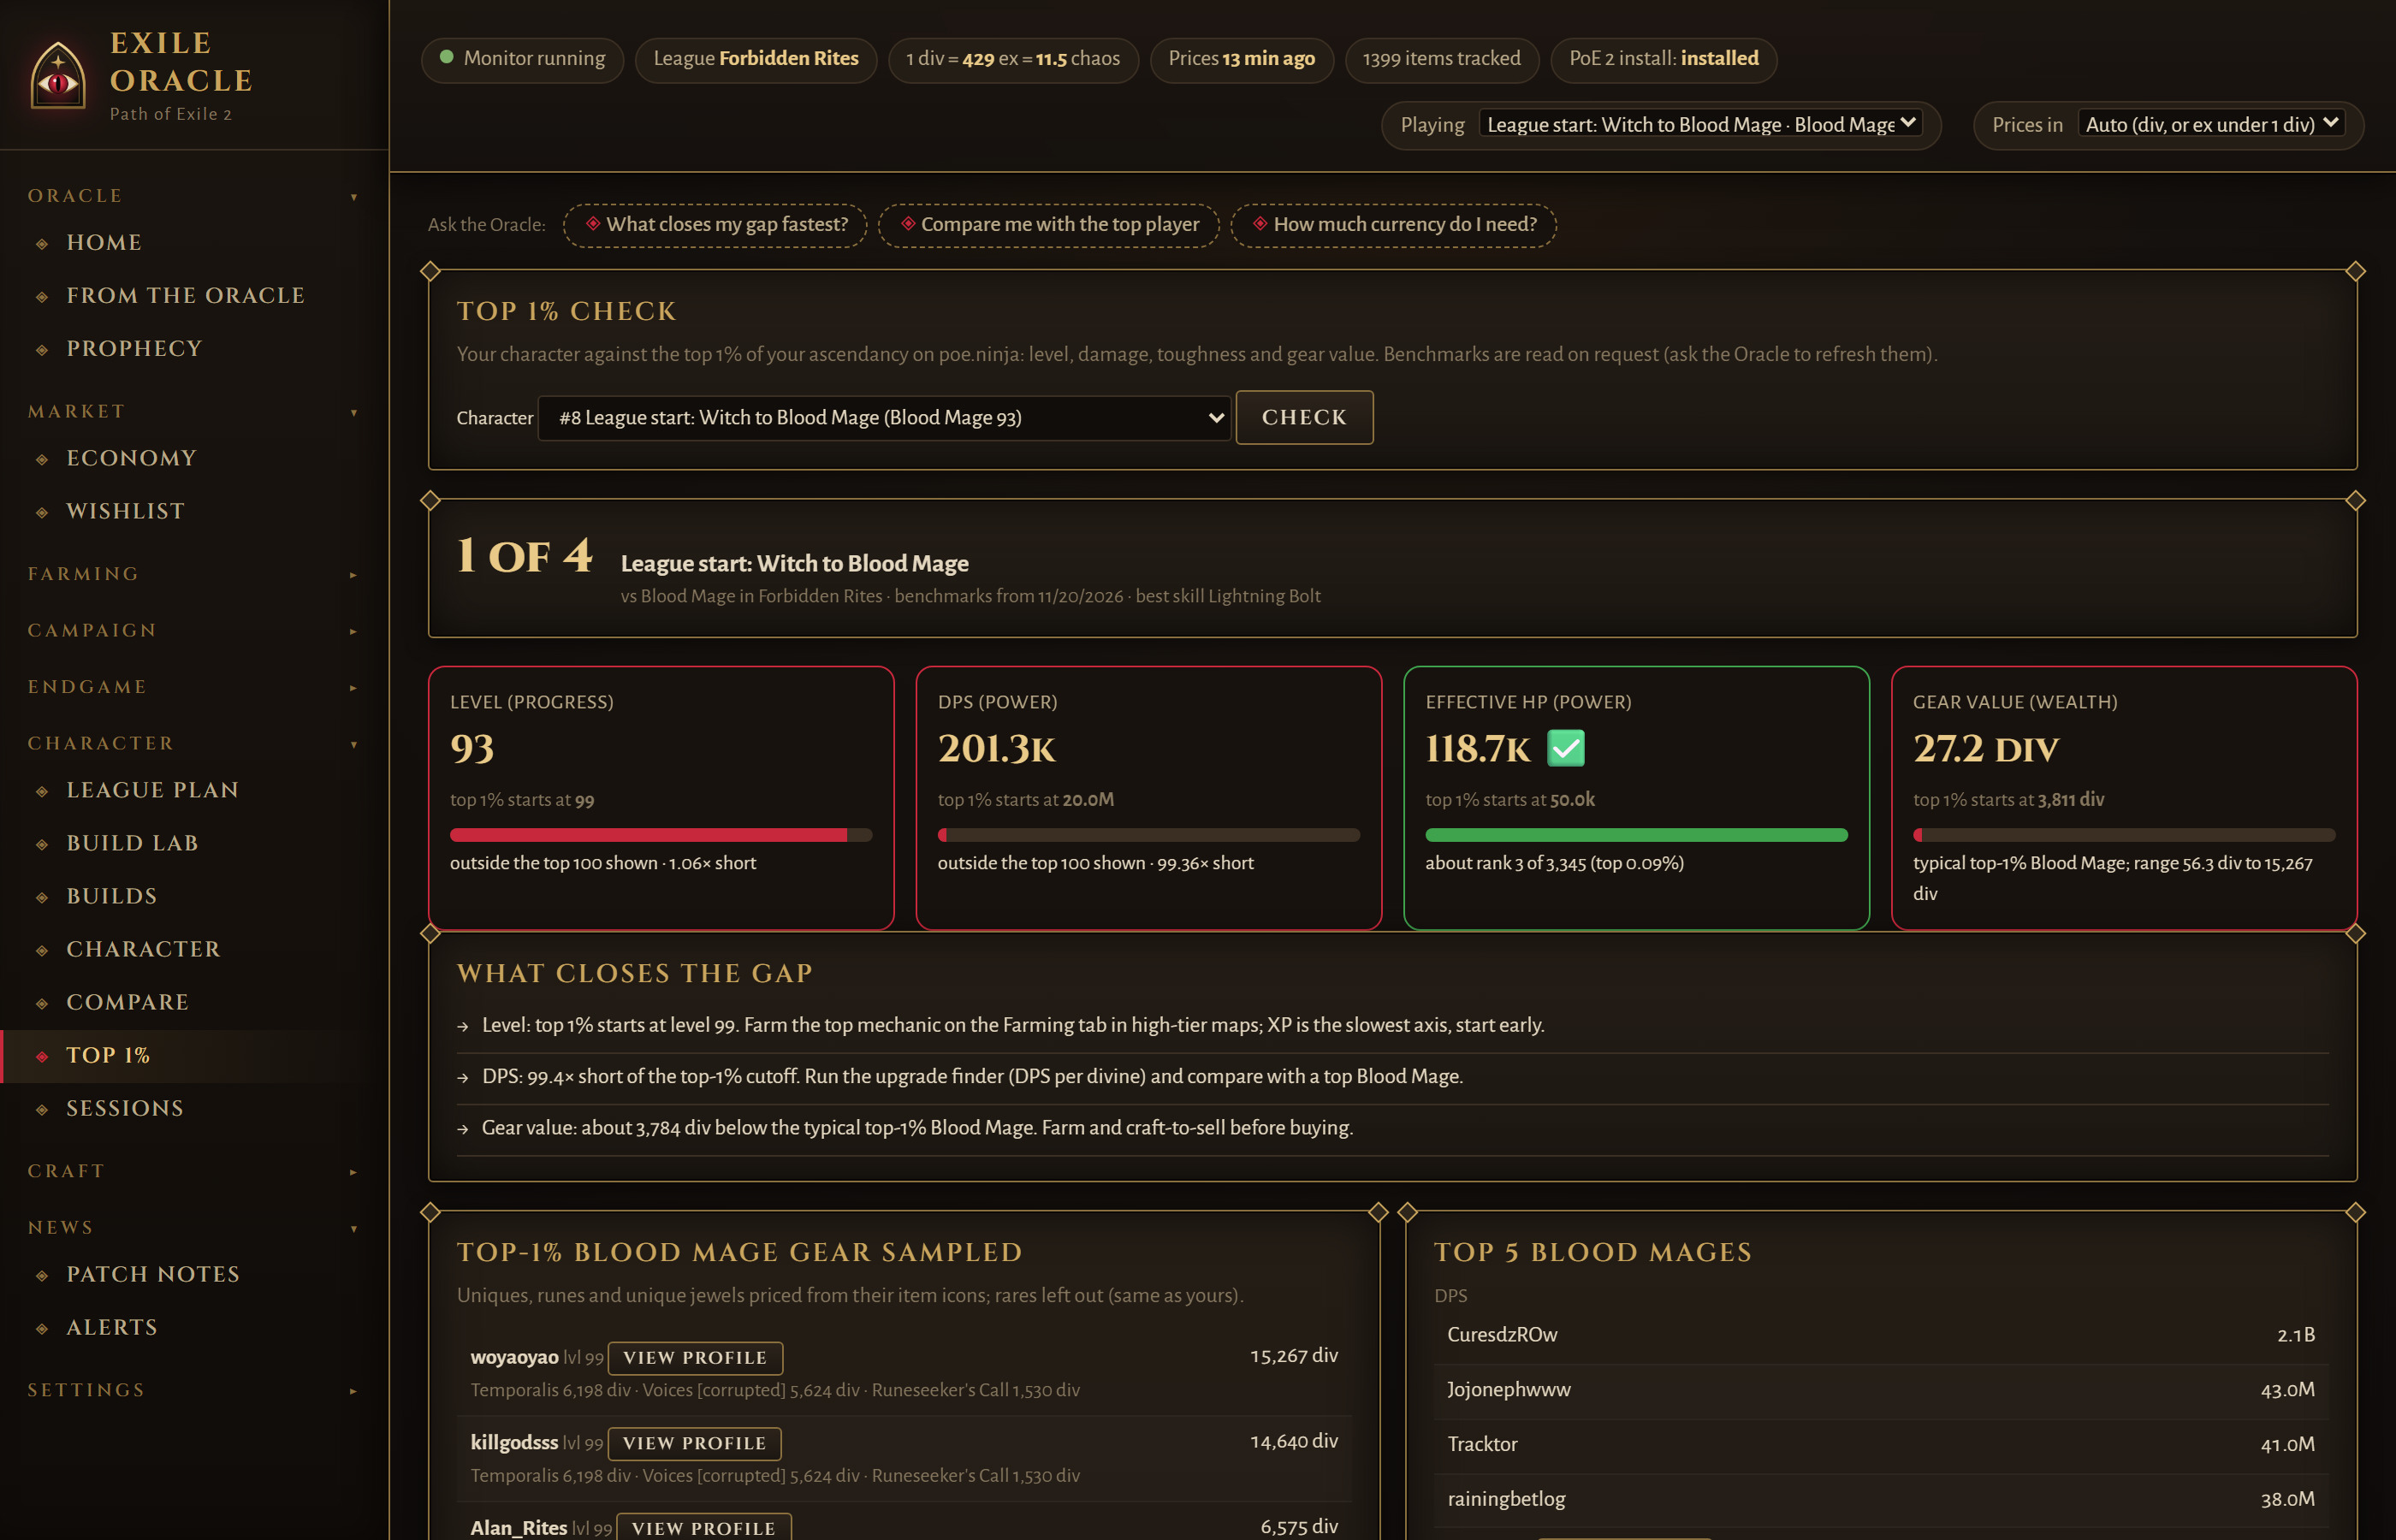 EXILE
ORACLE
Path of Exile 2
ORACLE
HOME
FROM THE ORACLE
PROPHECY
MARKET
ECONOMY
WISHLIST
FARMING
CAMPAIGN
ENDGAME
CHARACTER
LEAGUE PLAN
BUILD LAB
BUILDS
CHARACTER
COMPARE
TOP 1%
SESSIONS
CRAFT
NEWS
PATCH NOTES
ALERTS
SETTINGS
Monitor running
League Forbidden Rites
1 div = 429 ex = 11.5 chaos
Prices 13 min ago
1399 items tracked
PoE 2 install: installed
Playing League start: Witch to Blood Mage · Blood Mage
Prices in Auto (div, or ex under 1 div)
Ask the Oracle:
What closes my gap fastest?
Compare me with the top player
How much currency do I need?
TOP 1% CHECK
Your character against the top 1% of your ascendancy on poe.ninja: level, damage, toughness and gear value. Benchmarks are read on request (ask the Oracle to refresh them).
Character #8 League start: Witch to Blood Mage (Blood Mage 93) CHECK
1 OF 4 League start: Witch to Blood Mage
vs Blood Mage in Forbidden Rites · benchmarks from 11/20/2026 · best skill Lightning Bolt
LEVEL (PROGRESS)
93
top 1% starts at 99
outside the top 100 shown · 1.06× short
DPS (POWER)
201.3K
top 1% starts at 20.0M
outside the top 100 shown · 99.36× short
EFFECTIVE HP (POWER)
118.7K ✅
top 1% starts at 50.0k
about rank 3 of 3,345 (top 0.09%)
GEAR VALUE (WEALTH)
27.2 DIV
top 1% starts at 3,811 div
typical top-1% Blood Mage; range 56.3 div to 15,267
div
WHAT CLOSES THE GAP
→ Level: top 1% starts at level 99. Farm the top mechanic on the Farming tab in high-tier maps; XP is the slowest axis, start early.
→ DPS: 99.4× short of the top-1% cutoff. Run the upgrade finder (DPS per divine) and compare with a top Blood Mage.
→ Gear value: about 3,784 div below the typical top-1% Blood Mage. Farm and craft-to-sell before buying.
TOP-1% BLOOD MAGE GEAR SAMPLED
Uniques, runes and unique jewels priced from their item icons; rares left out (same as yours).
woyaoyao lvl 99 VIEW PROFILE 15,267 div
Temporalis 6,198 div · Voices [corrupted] 5,624 div · Runeseeker's Call 1,530 div
killgodsss lvl 99 VIEW PROFILE 14,640 div
Temporalis 6,198 div · Voices [corrupted] 5,624 div · Runeseeker's Call 1,530 div
Alan_Rites lvl 99 VIEW PROFILE 6,575 div
TOP 5 BLOOD MAGES
DPS
CuresdzROw 2.1B
Jojonephwww 43.0M
Tracktor 41.0M
rainingbetlog 38.0M